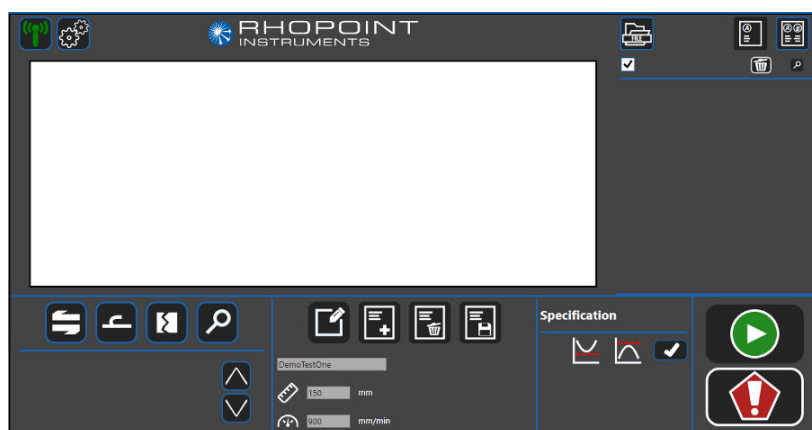 RHOPOINT
INSTRUMENTS
Specification
DemoTestOne
150 mm
900 mm/min